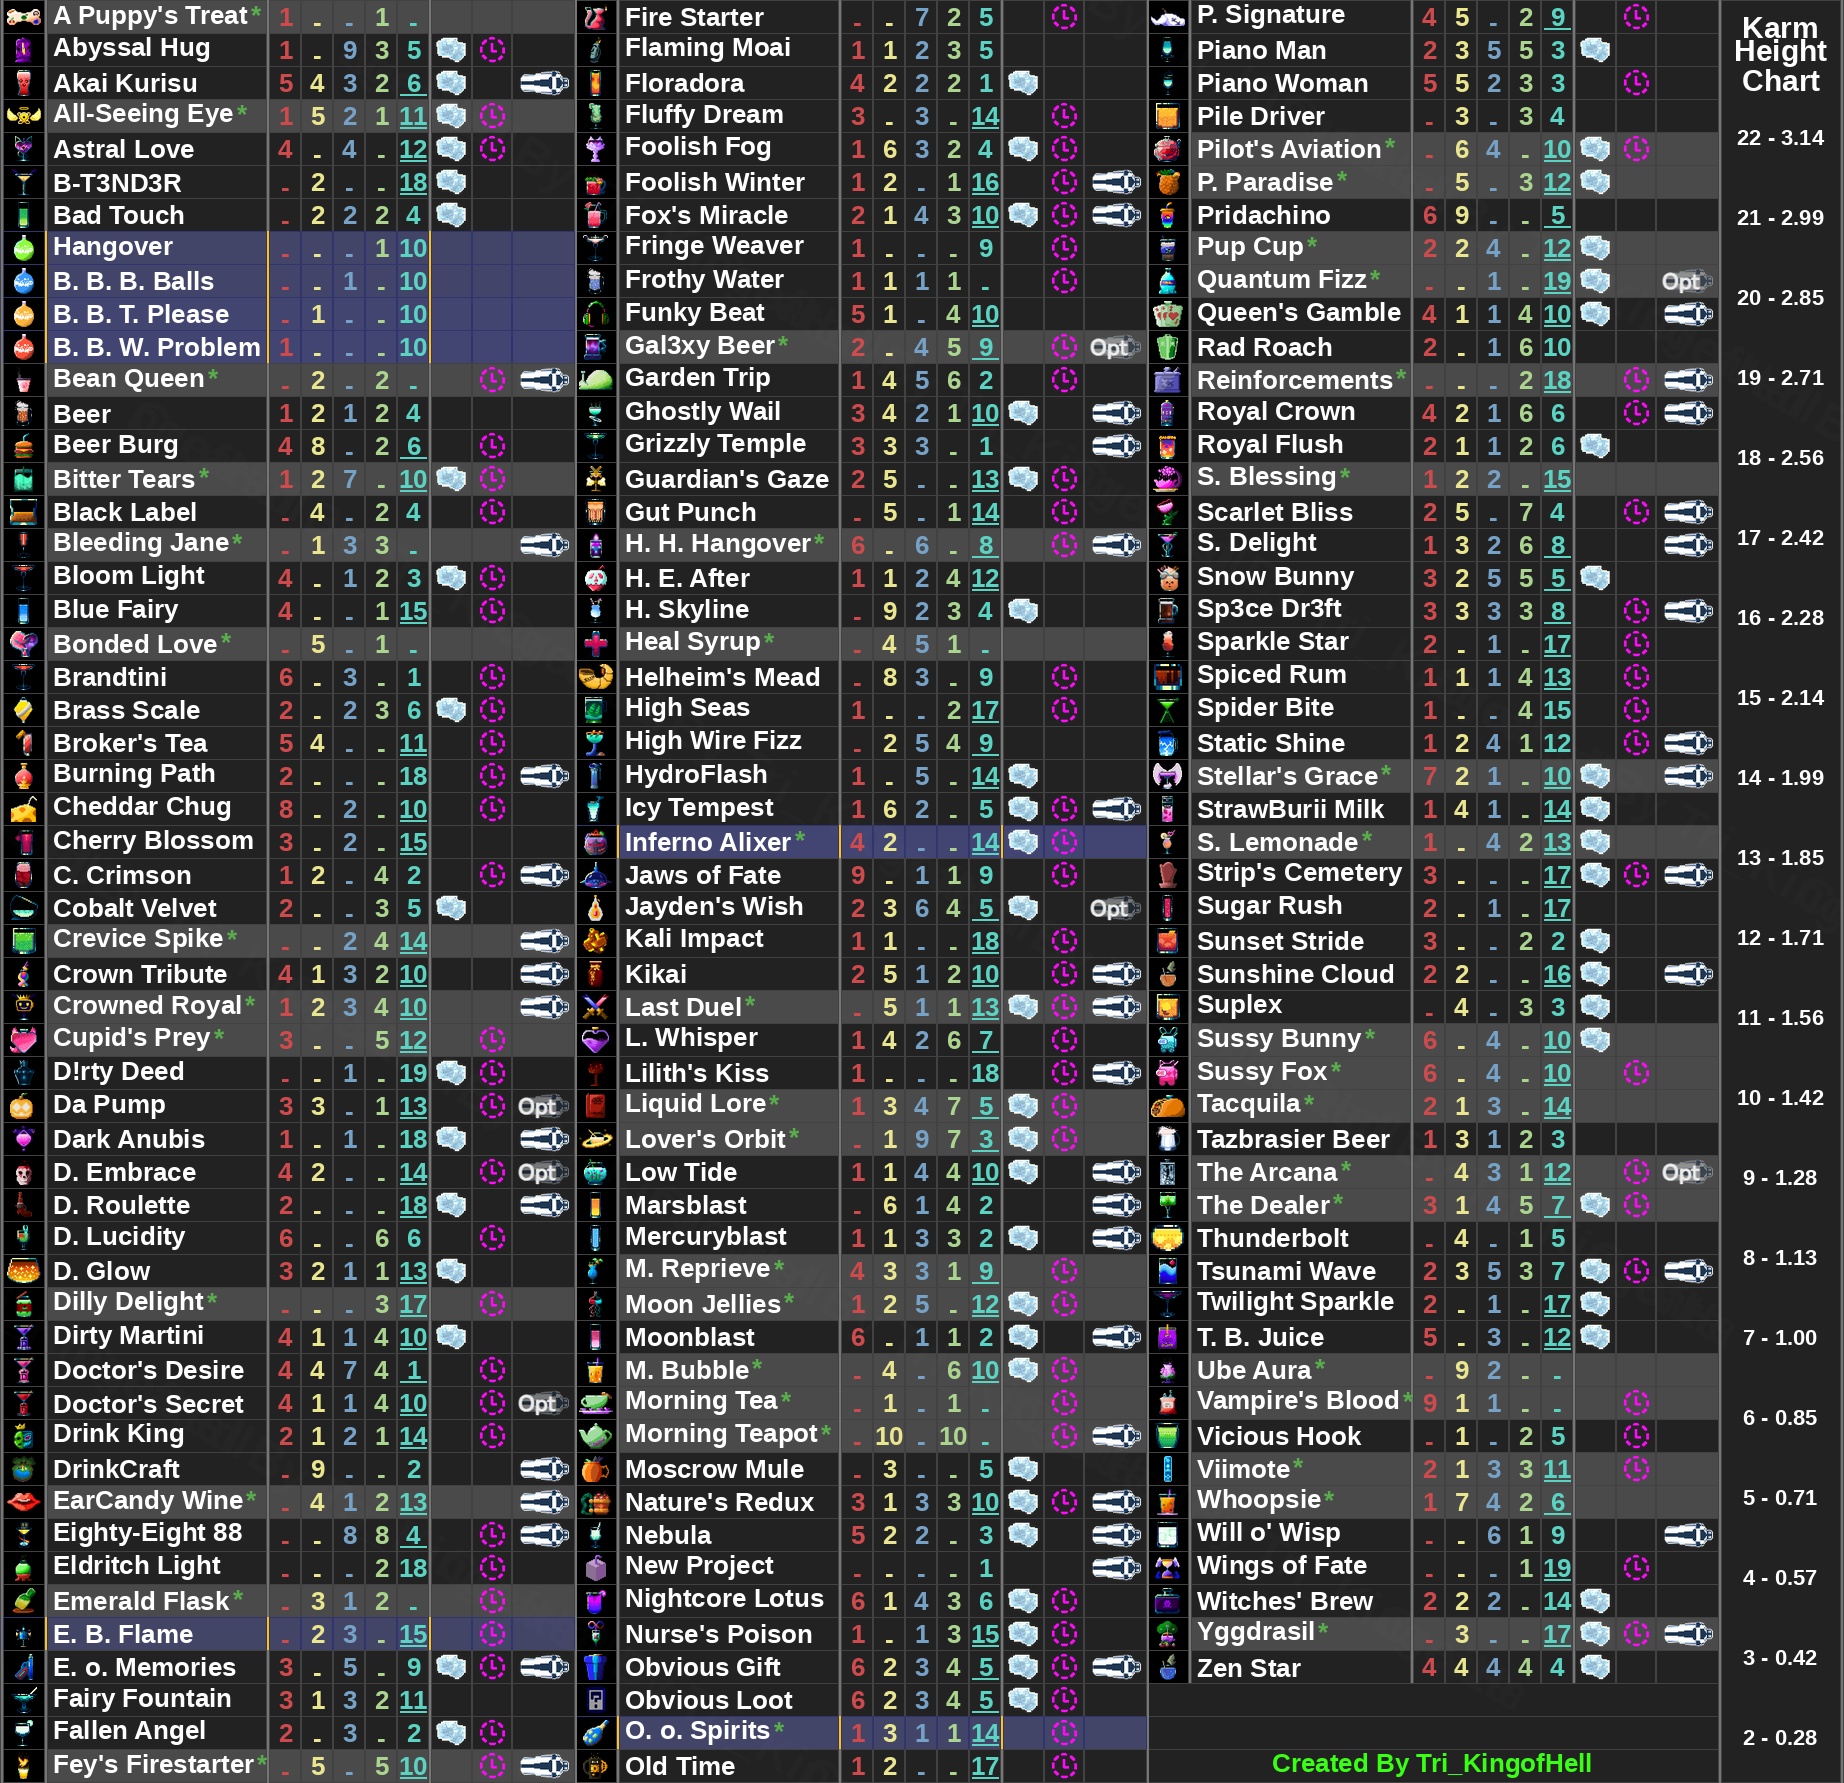 A Puppy's Treat* 1 - - 1 -
Abyssal Hug 1 - 9 3 5
Akai Kurisu 5 4 3 2 6
All-Seeing Eye* 1 5 2 1 11
Astral Love 4 - 4 - 12
B-T3ND3R - 2 - - 18
Bad Touch - 2 2 2 4
Hangover - - - 1 10
B. B. B. Balls - - 1 - 10
B. B. T. Please - 1 - - 10
B. B. W. Problem 1 - - - 10
Bean Queen* - 2 - 2 -
Beer 1 2 1 2 4
Beer Burg 4 8 - 2 6
Bitter Tears* 1 2 7 - 10
Black Label - 4 - 2 4
Bleeding Jane* - 1 3 3 -
Bloom Light 4 - 1 2 3
Blue Fairy 4 - - 1 15
Bonded Love* - 5 - 1 -
Brandtini 6 - 3 - 1
Brass Scale 2 - 2 3 6
Broker's Tea 5 4 - - 11
Burning Path 2 - - - 18
Cheddar Chug 8 - 2 - 10
Cherry Blossom 3 - 2 - 15
C. Crimson 1 2 - 4 2
Cobalt Velvet 2 - - 3 5
Crevice Spike* - - 2 4 14
Crown Tribute 4 1 3 2 10
Crowned Royal* 1 2 3 4 10
Cupid's Prey* 3 - - 5 12
D!rty Deed - - 1 - 19
Da Pump 3 3 - 1 13 Opt
Dark Anubis 1 - 1 - 18
D. Embrace 4 2 - - 14 Opt
D. Roulette 2 - - - 18
D. Lucidity 6 - - 6 6
D. Glow 3 2 1 1 13
Dilly Delight* - - - 3 17
Dirty Martini 4 1 1 4 10
Doctor's Desire 4 4 7 4 1
Doctor's Secret 4 1 1 4 10 Opt
Drink King 2 1 2 1 14
DrinkCraft - 9 - - 2
EarCandy Wine* - 4 1 2 13
Eighty-Eight 88 - - 8 8 4
Eldritch Light - - - 2 18
Emerald Flask* - 3 1 2 -
E. B. Flame - 2 3 - 15
E. o. Memories 3 - 5 - 9
Fairy Fountain 3 1 3 2 11
Fallen Angel 2 - 3 - 2
Fey's Firestarter* - 5 - 5 10
Fire Starter - - 7 2 5
Flaming Moai 1 1 2 3 5
Floradora 4 2 2 2 1
Fluffy Dream 3 - 3 - 14
Foolish Fog 1 6 3 2 4
Foolish Winter 1 2 - 1 16
Fox's Miracle 2 1 4 3 10
Fringe Weaver 1 - - - 9
Frothy Water 1 1 1 1 -
Funky Beat 5 1 - 4 10
Gal3xy Beer* 2 - 4 5 9 Opt
Garden Trip 1 4 5 6 2
Ghostly Wail 3 4 2 1 10
Grizzly Temple 3 3 3 - 1
Guardian's Gaze 2 5 - - 13
Gut Punch - 5 - 1 14
H. H. Hangover* 6 - 6 - 8
H. E. After 1 1 2 4 12
H. Skyline - 9 2 3 4
Heal Syrup* - 4 5 1 -
Helheim's Mead - 8 3 - 9
High Seas 1 - - 2 17
High Wire Fizz - 2 5 4 9
HydroFlash 1 - 5 - 14
Icy Tempest 1 6 2 - 5
Inferno Alixer* 4 2 - - 14
Jaws of Fate 9 - 1 1 9
Jayden's Wish 2 3 6 4 5 Opt
Kali Impact 1 1 - - 18
Kikai 2 5 1 2 10
Last Duel* - 5 1 1 13
L. Whisper 1 4 2 6 7
Lilith's Kiss 1 - - - 18
Liquid Lore* 1 3 4 7 5
Lover's Orbit* - 1 9 7 3
Low Tide 1 1 4 4 10
Marsblast - 6 1 4 2
Mercuryblast 1 1 3 3 2
M. Reprieve* 4 3 3 1 9
Moon Jellies* 1 2 5 - 12
Moonblast 6 - 1 1 2
M. Bubble* - 4 - 6 10
Morning Tea* - 1 - 1 -
Morning Teapot* - 10 - 10 -
Moscrow Mule - 3 - - 5
Nature's Redux 3 1 3 3 10
Nebula 5 2 2 - 3
New Project - - - - 1
Nightcore Lotus 6 1 4 3 6
Nurse's Poison 1 - 1 3 15
Obvious Gift 6 2 3 4 5
Obvious Loot 6 2 3 4 5
O. o. Spirits* 1 3 1 1 14
Old Time 1 2 - - 17
P. Signature 4 5 - 2 9
Piano Man 2 3 5 5 3
Piano Woman 5 5 2 3 3
Pile Driver - 3 - 3 4
Pilot's Aviation* - 6 4 - 10
P. Paradise* - 5 - 3 12
Pridachino 6 9 - - 5
Pup Cup* 2 2 4 - 12
Quantum Fizz* - - 1 - 19 Opt
Queen's Gamble 4 1 1 4 10
Rad Roach 2 - 1 6 10
Reinforcements* - - - 2 18
Royal Crown 4 2 1 6 6
Royal Flush 2 1 1 2 6
S. Blessing* 1 2 2 - 15
Scarlet Bliss 2 5 - 7 4
S. Delight 1 3 2 6 8
Snow Bunny 3 2 5 5 5
Sp3ce Dr3ft 3 3 3 3 8
Sparkle Star 2 - 1 - 17
Spiced Rum 1 1 1 4 13
Spider Bite 1 - - 4 15
Static Shine 1 2 4 1 12
Stellar's Grace* 7 2 1 - 10
StrawBurii Milk 1 4 1 - 14
S. Lemonade* 1 - 4 2 13
Strip's Cemetery 3 - - - 17
Sugar Rush 2 - 1 - 17
Sunset Stride 3 - - 2 2
Sunshine Cloud 2 2 - - 16
Suplex - 4 - 3 3
Sussy Bunny* 6 - 4 - 10
Sussy Fox* 6 - 4 - 10
Tacquila* 2 1 3 - 14
Tazbrasier Beer 1 3 1 2 3
The Arcana* - 4 3 1 12 Opt
The Dealer* 3 1 4 5 7
Thunderbolt - 4 - 1 5
Tsunami Wave 2 3 5 3 7
Twilight Sparkle 2 - 1 - 17
T. B. Juice 5 - 3 - 12
Ube Aura* - 9 2 - -
Vampire's Blood* 9 1 1 - -
Vicious Hook - 1 - 2 5
Viimote* 2 1 3 3 11
Whoopsie* 1 7 4 2 6
Will o' Wisp - - 6 1 9
Wings of Fate - - - 1 19
Witches' Brew 2 2 2 - 14
Yggdrasil* - 3 - - 17
Zen Star 4 4 4 4 4
Created By Tri_KingofHell
Karm
Height
Chart
22 - 3.14
21 - 2.99
20 - 2.85
19 - 2.71
18 - 2.56
17 - 2.42
16 - 2.28
15 - 2.14
14 - 1.99
13 - 1.85
12 - 1.71
11 - 1.56
10 - 1.42
9 - 1.28
8 - 1.13
7 - 1.00
6 - 0.85
5 - 0.71
4 - 0.57
3 - 0.42
2 - 0.28